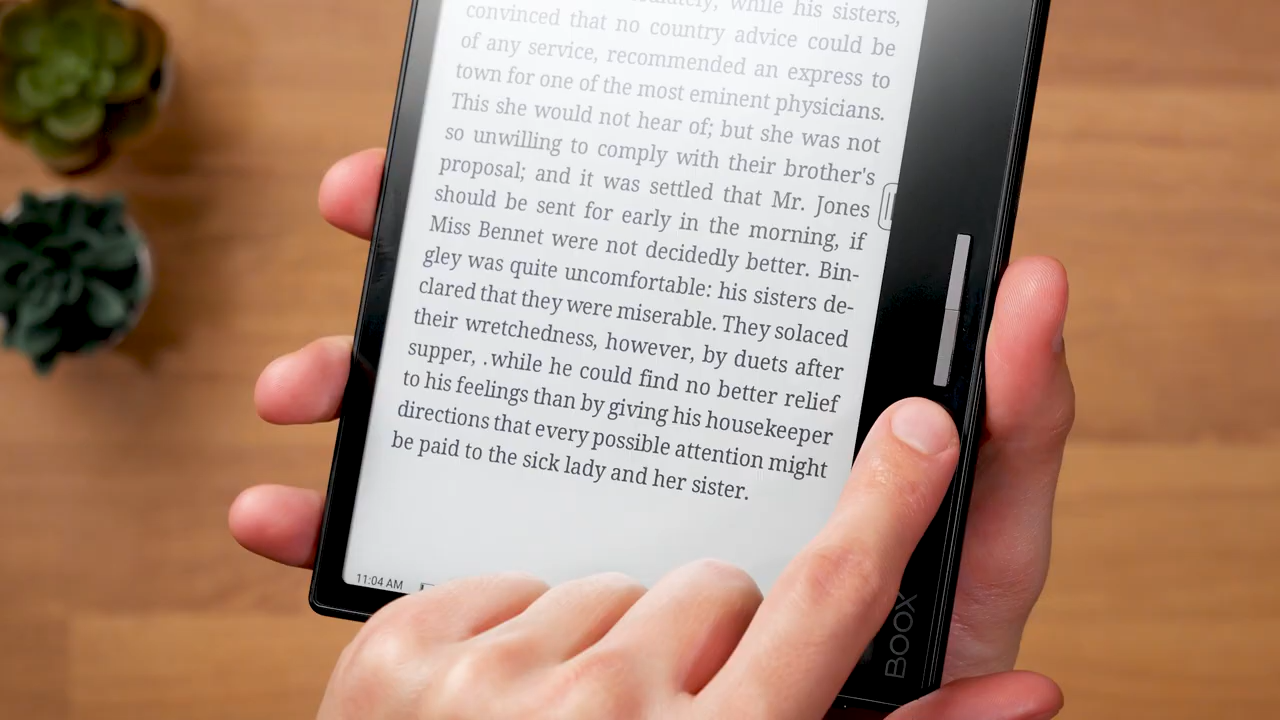 while his sisters,
convinced that no country advice could be
of any service, recommended an express to
town for one of the most eminent physicians.
This she would not hear of; but she was not
so unwilling to comply with their brother's
proposal; and it was settled that Mr. Jones
should be sent for early in the morning, if
Miss Bennet were not decidedly better. Bin-
gley was quite uncomfortable: his sisters de-
clared that they were miserable. They solaced
their wretchedness, however, by duets after
supper, .while he could find no better relief
to his feelings than by giving his housekeeper
directions that every possible attention might
be paid to the sick lady and her sister.
11:04 AM
BOOX